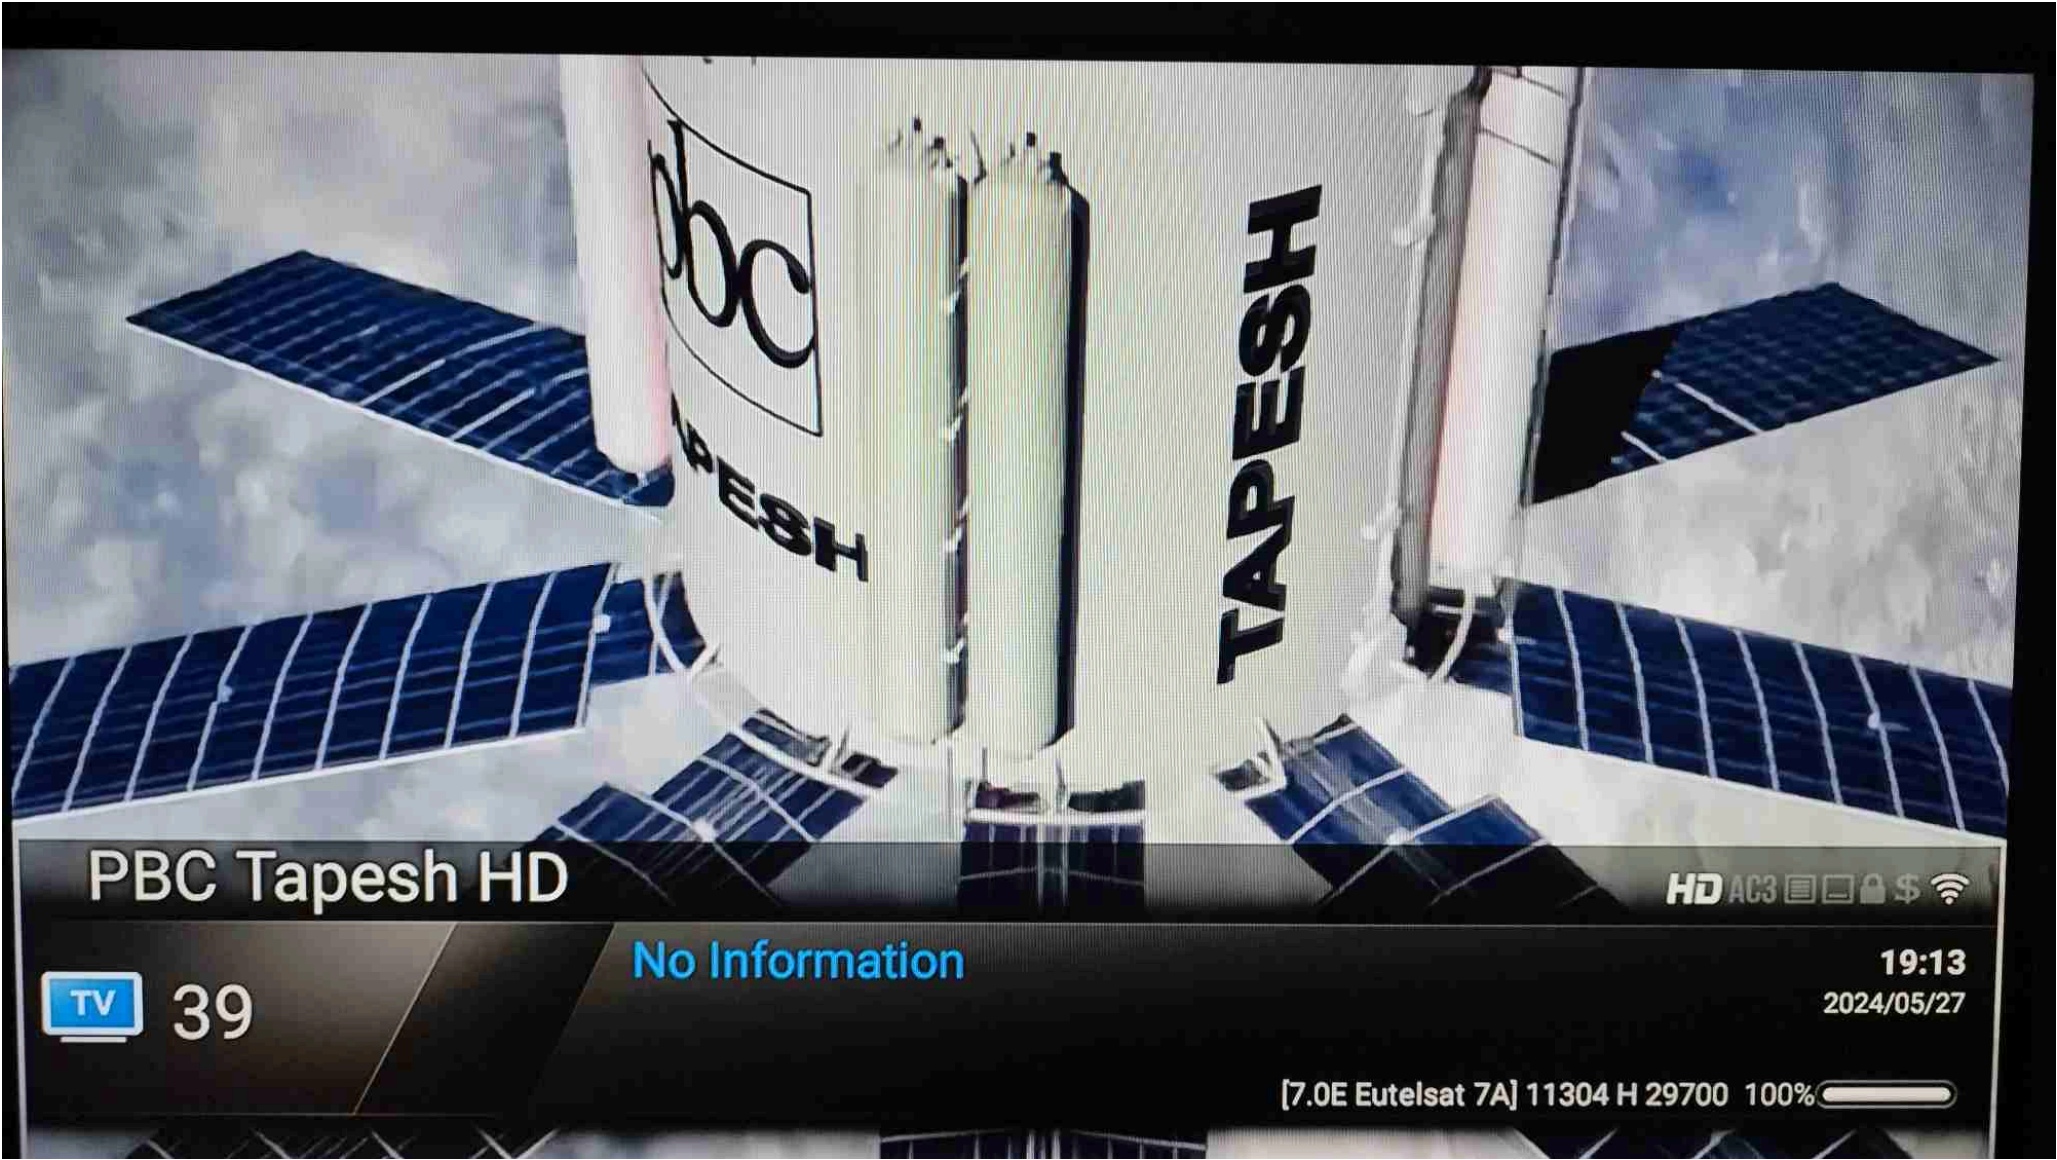 pbc
TAPESH
TAPESH
PBC Tapesh HD
HD AC3 $
No Information
19:13
TV 39
2024/05/27
[7.0E Eutelsat 7A] 11304 H 29700 100%